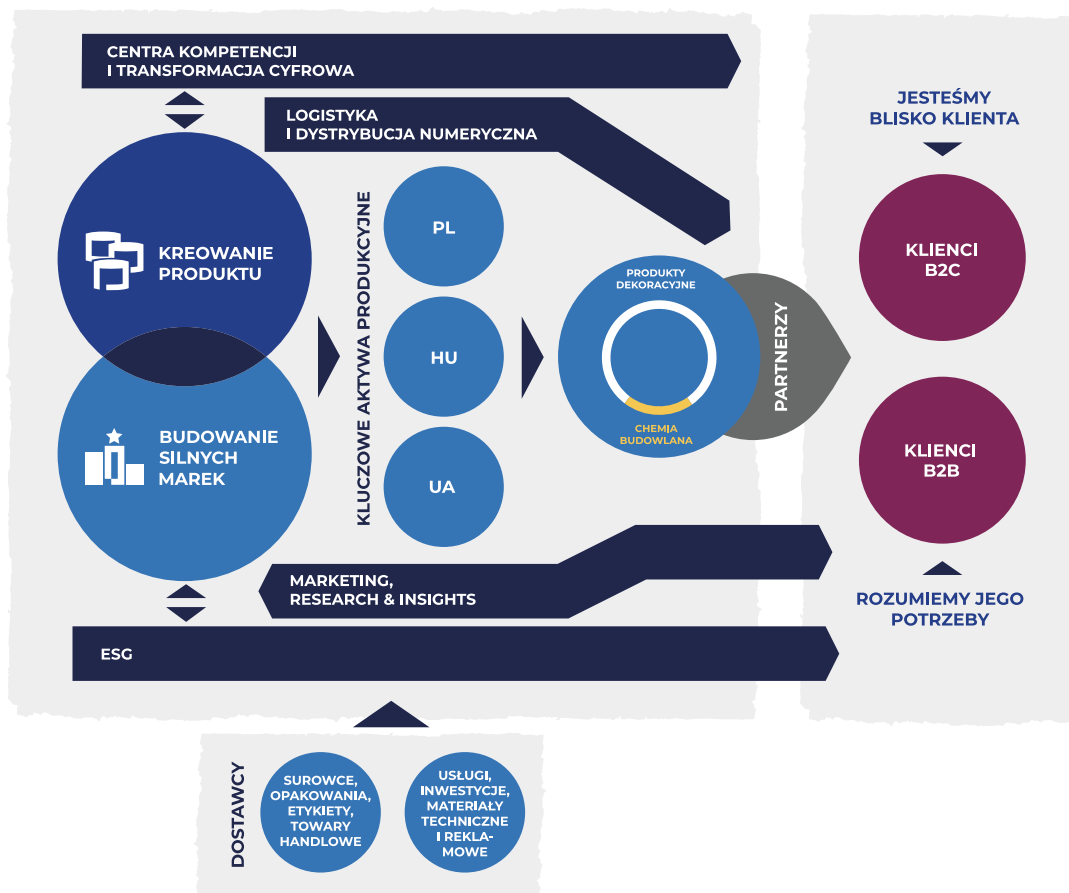 CENTRA KOMPETENCJI
I TRANSFORMACJA CYFROWA
LOGISTYKA
I DYSTRYBUCJA NUMERYCZNA
KREOWANIE
PRODUKTU
BUDOWANIE
SILNYCH
MAREK
KLUCZOWE AKTYWA PRODUKCYJNE
PL
HU
UA
PRODUKTY
DEKORACYJNE
CHEMJA
BUDOWLANA
PARTNERZY
JESTEŚMY
BLISKO KLIENTA
KLIENCI
B2C
KLIENCI
B2B
ROZUMIEMY JEGO
POTRZEBY
MARKETING,
RESEARCH & INSIGHTS
ESG
DOSTAWCY
SUROWCE,
OPAKOWANIA,
ETYKIETY,
TOWARY
HANDLOWE
USŁUGI,
INWESTYCJE,
MATERIAŁY
TECHNICZNE
I REKLA-
MOWE